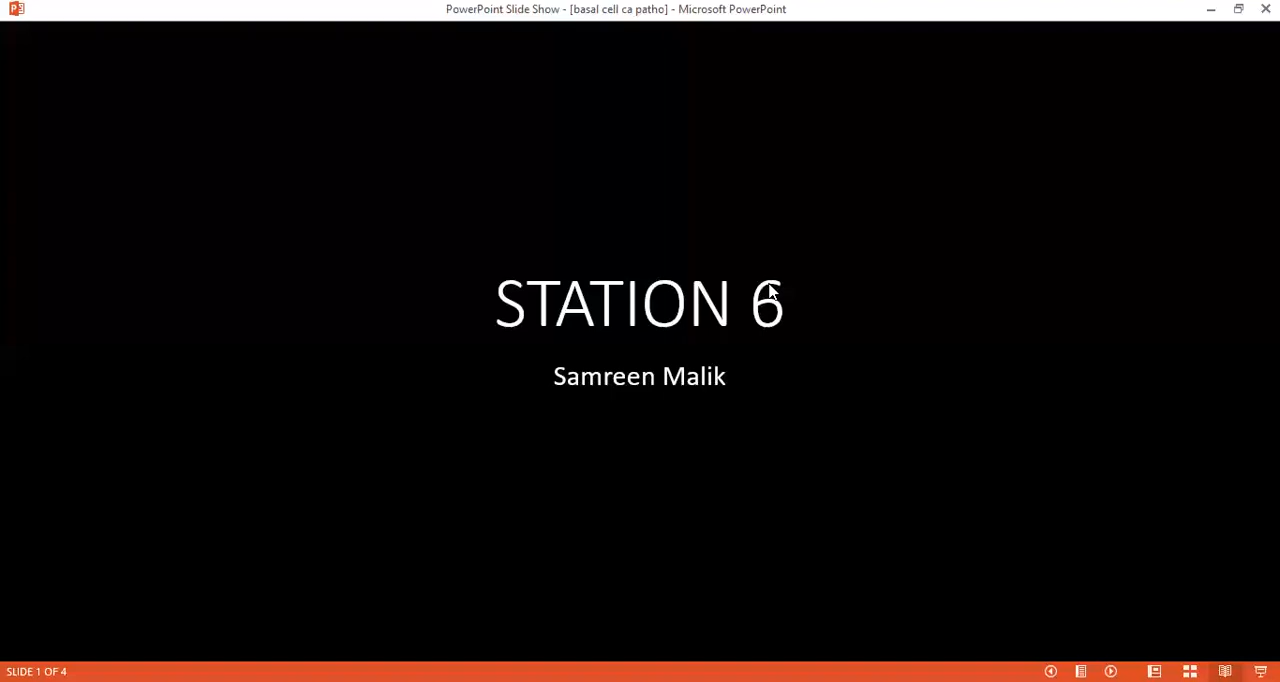 PowerPoint Slide Show - [basal cell ca patho] - Microsoft PowerPoint
STATION 6
Samreen Malik
SLIDE 1 OF 4